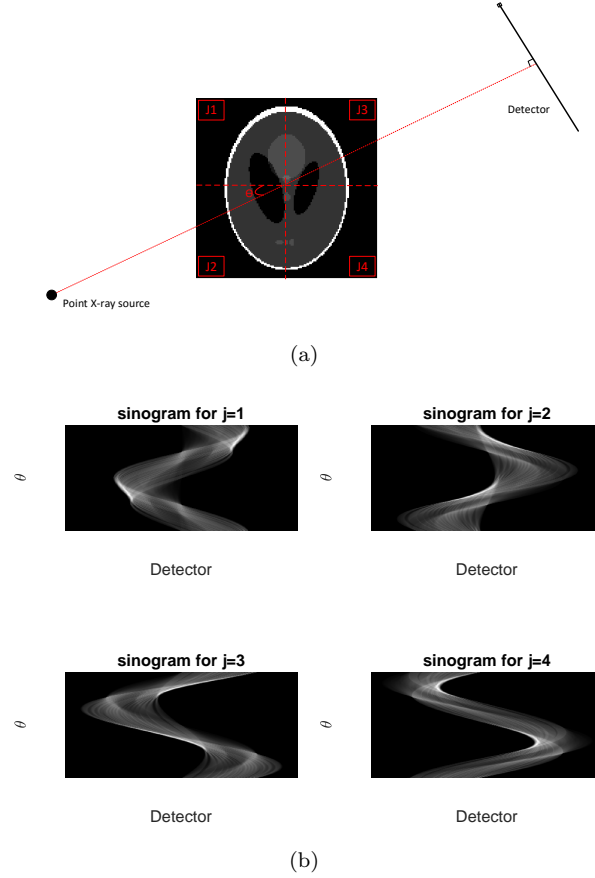 J1
J3
Detector
Θ
J2
J4
Point X-ray source
(a)
sinogram for j=1
sinogram for j=2
θ
θ
Detector
Detector
sinogram for j=3
sinogram for j=4
θ
θ
Detector
Detector
(b)